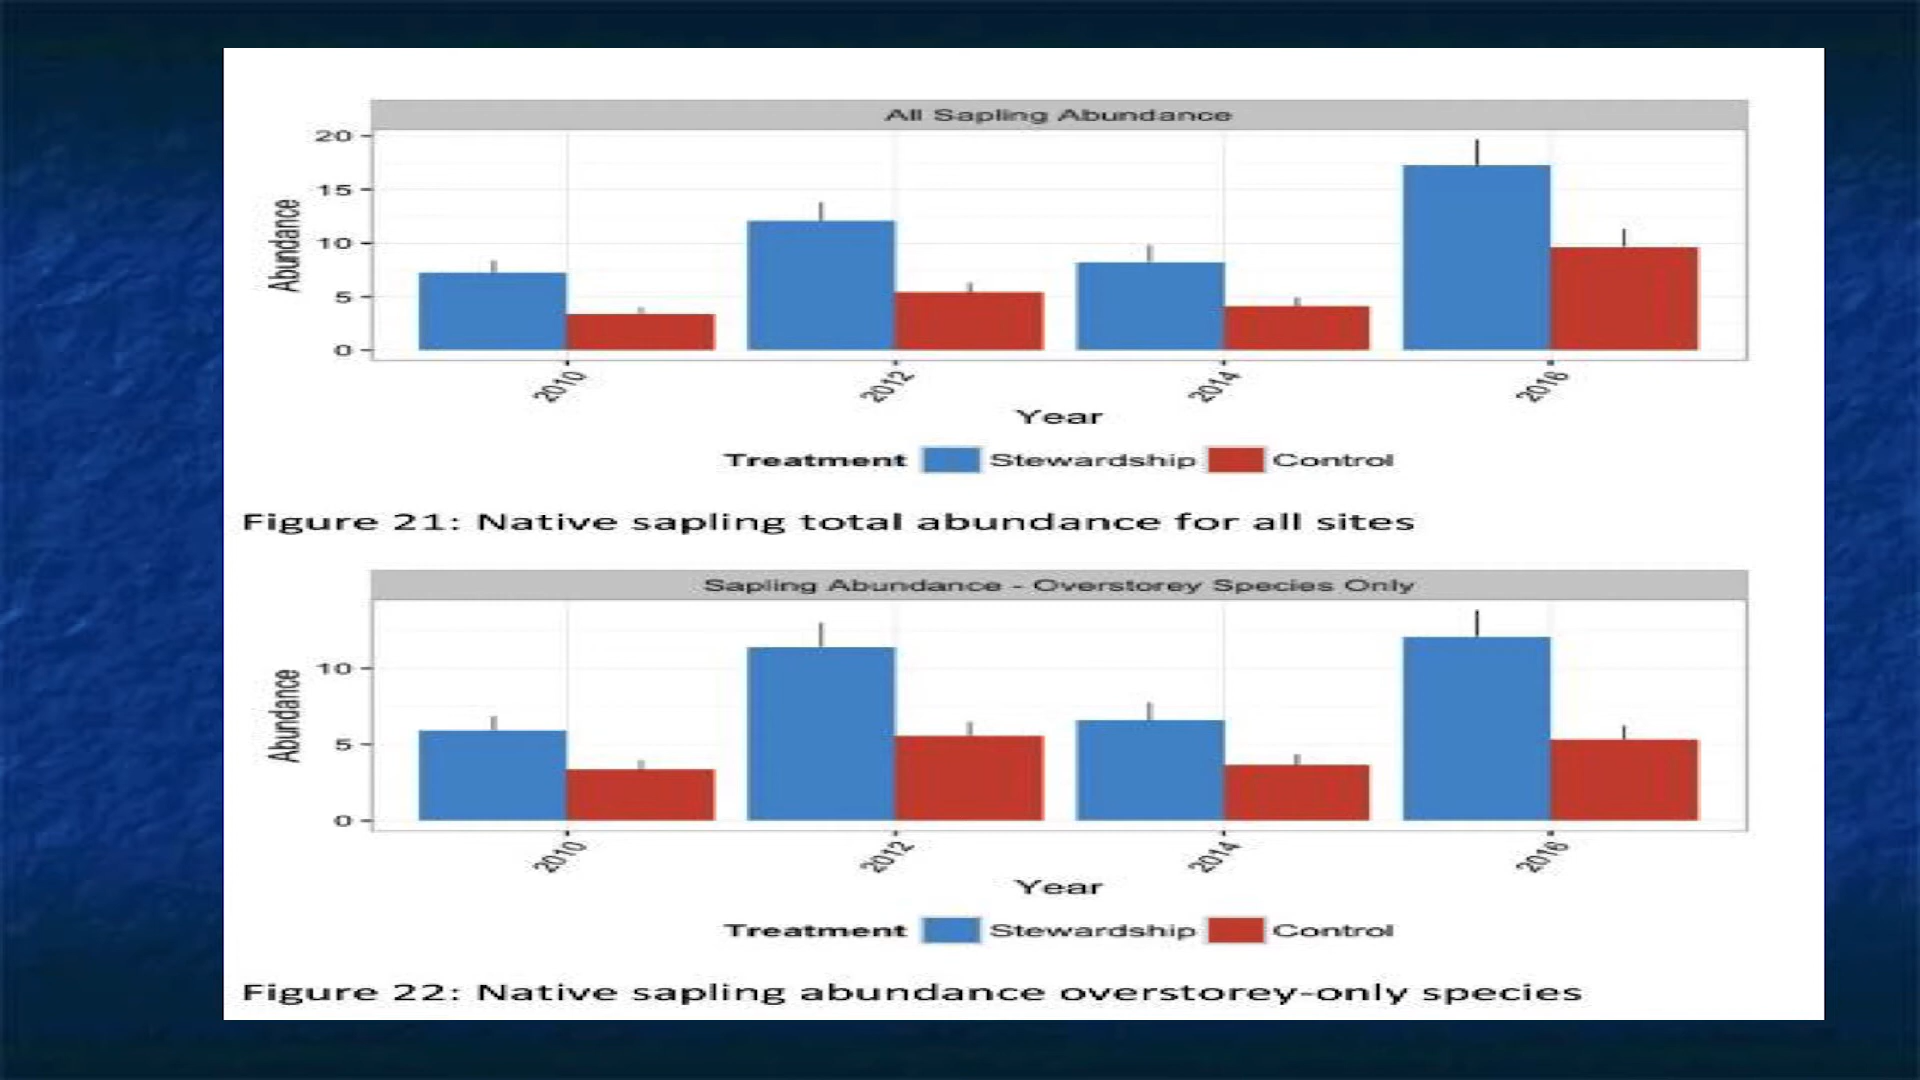 All Sapling Abundance
20
15
10
5
0
Abundance
2010 2012 2014 2016
Year
Treatment Stewardship Control
Figure 21: Native sapling total abundance for all sites
Sapling Abundance - Overstorey Species Only
10
5
0
Abundance
2010 2012 2014 2016
Year
Treatment Stewardship Control
Figure 22: Native sapling abundance overstorey-only species